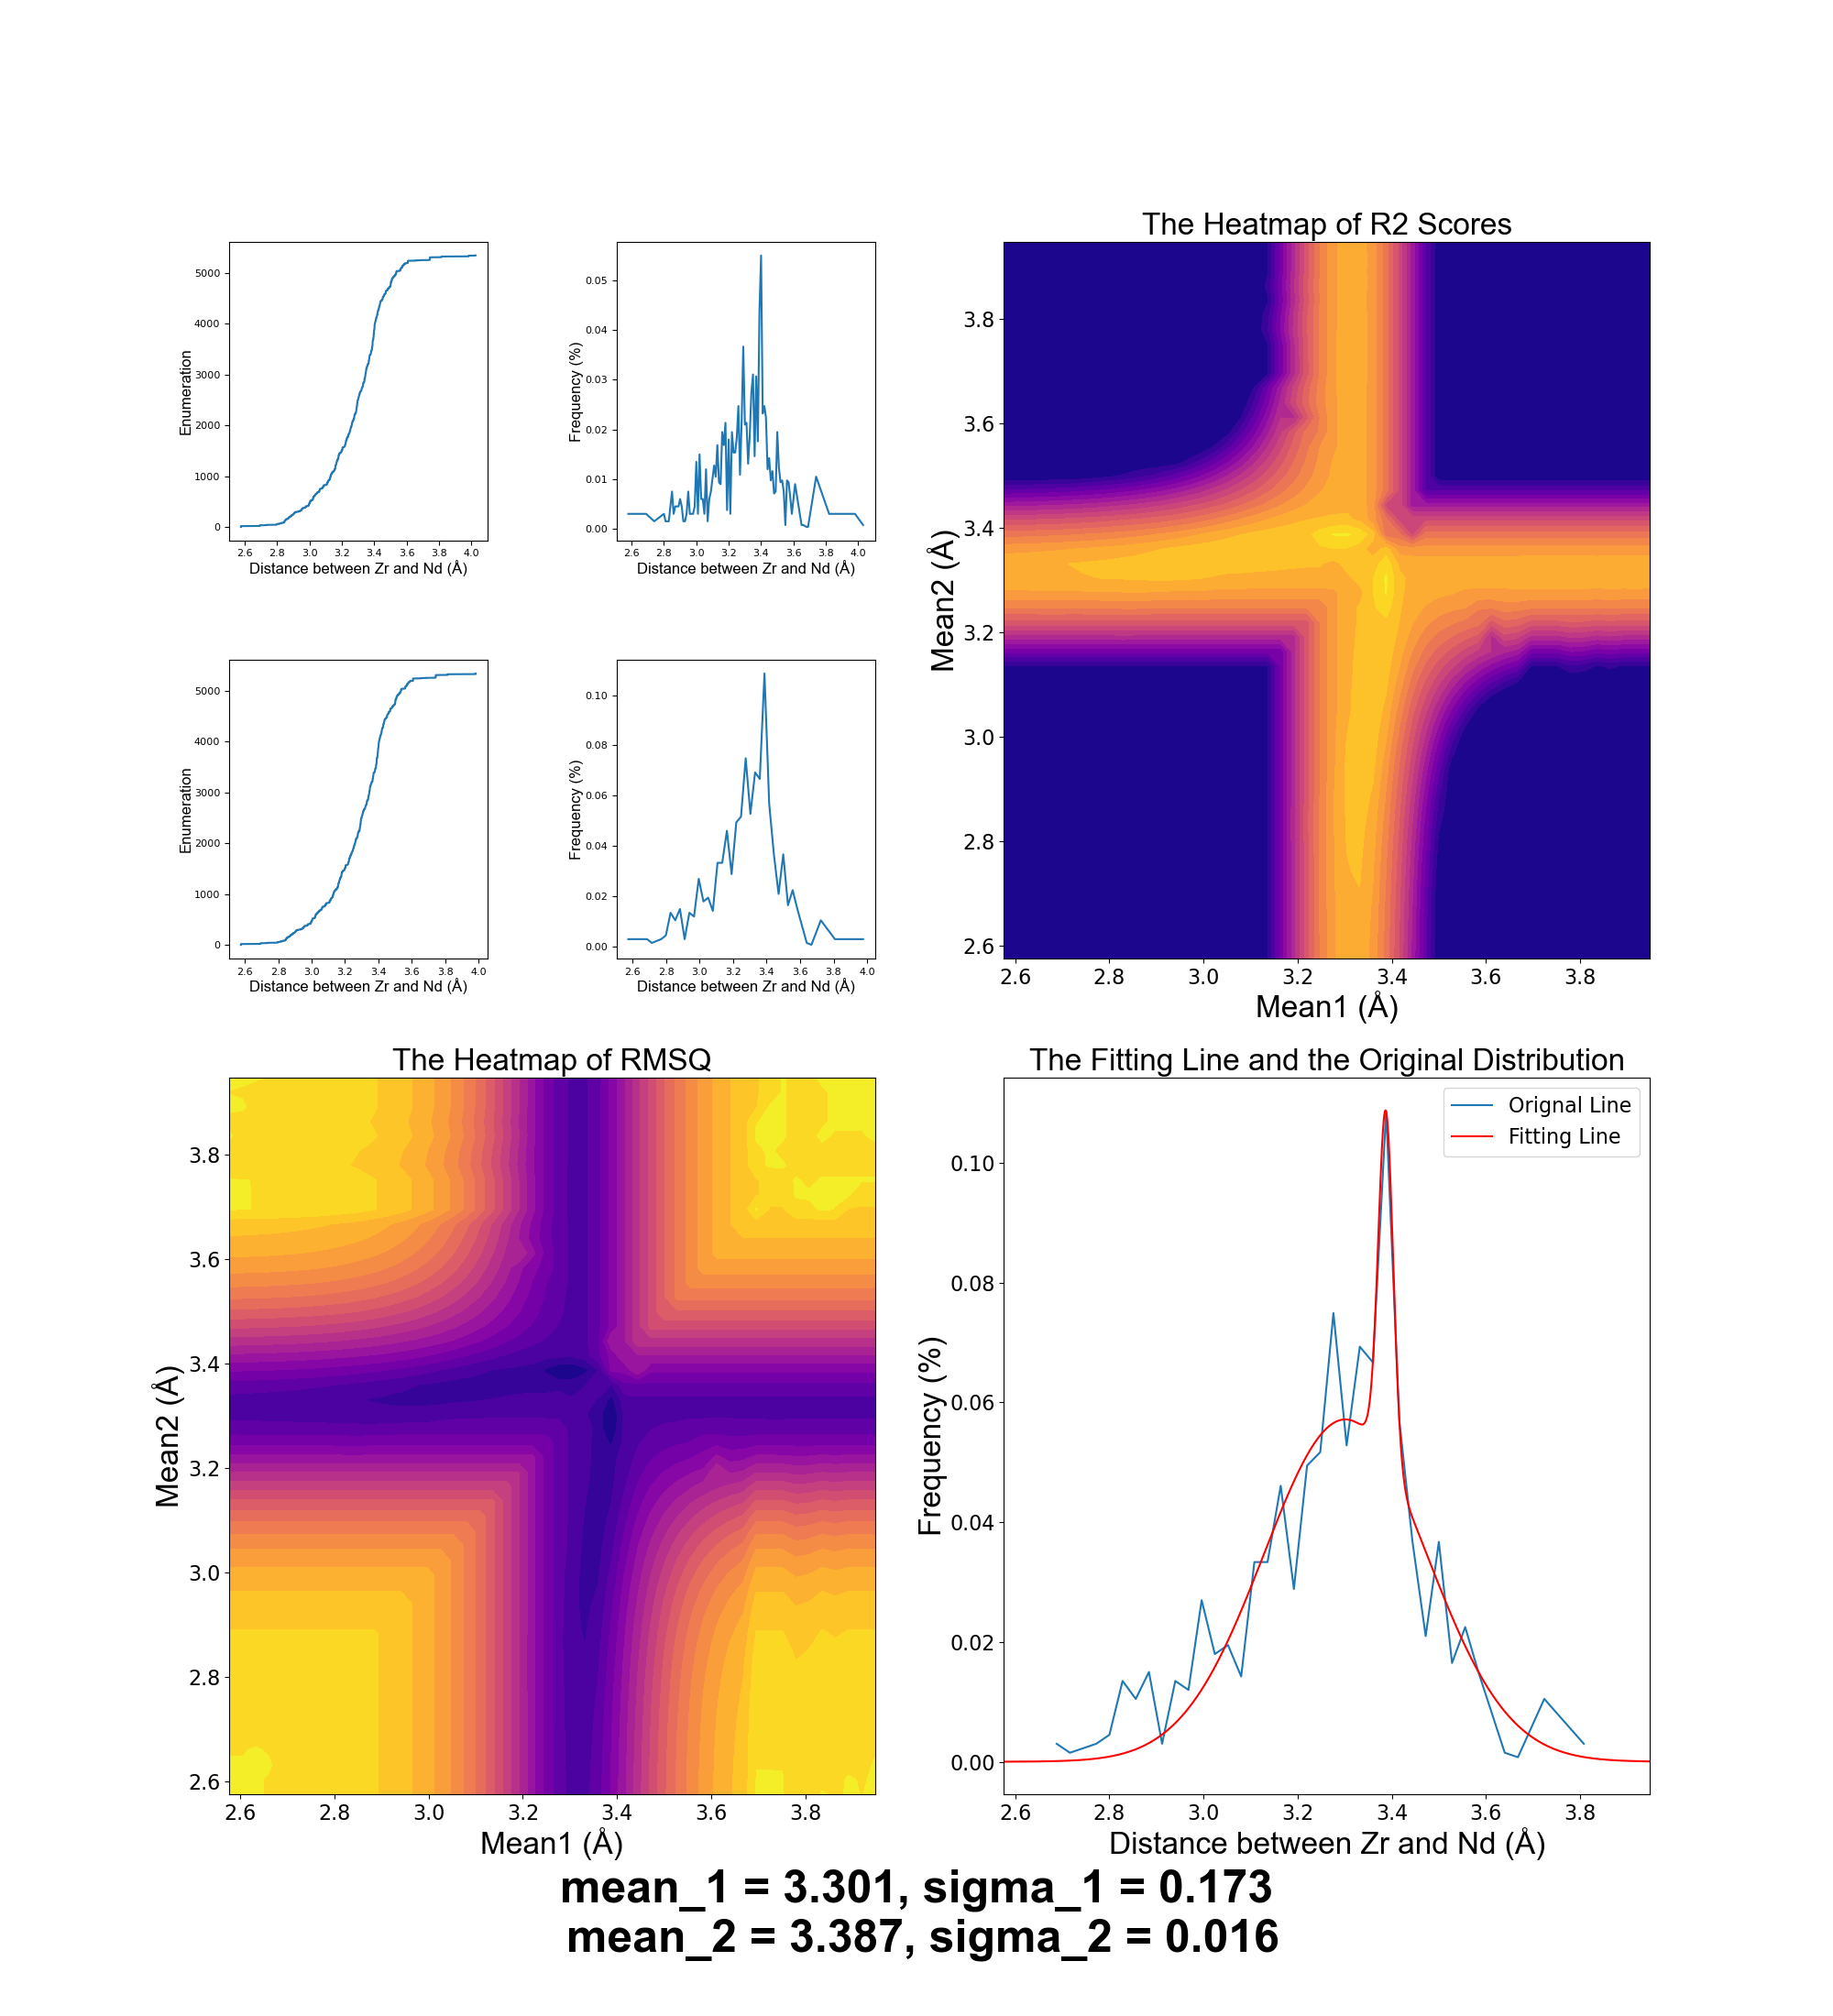 The Heatmap of R2 Scores
5000
4000
3000
2000
1000
0
Enumeration
2.6 2.8 3.0 3.2 3.4 3.6 3.8 4.0
Distance between Zr and Nd (Å)
0.05
0.04
0.03
0.02
0.01
0.00
Frequency (%)
2.6 2.8 3.0 3.2 3.4 3.6 3.8 4.0
Distance between Zr and Nd (Å)
5000
4000
3000
2000
1000
0
Enumeration
2.6 2.8 3.0 3.2 3.4 3.6 3.8 4.0
Distance between Zr and Nd (Å)
0.10
0.08
0.06
0.04
0.02
0.00
Frequency (%)
2.6 2.8 3.0 3.2 3.4 3.6 3.8 4.0
Distance between Zr and Nd (Å)
3.8
3.6
3.4
3.2
3.0
2.8
2.6
Mean2 (Å)
2.6 2.8 3.0 3.2 3.4 3.6 3.8
Mean1 (Å)
The Heatmap of RMSQ
3.8
3.6
3.4
3.2
3.0
2.8
2.6
Mean2 (Å)
2.6 2.8 3.0 3.2 3.4 3.6 3.8
Mean1 (Å)
The Fitting Line and the Original Distribution
Orignal Line
Fitting Line
0.10
0.08
0.06
0.04
0.02
0.00
Frequency (%)
2.6 2.8 3.0 3.2 3.4 3.6 3.8
Distance between Zr and Nd (Å)
mean_1 = 3.301, sigma_1 = 0.173
mean_2 = 3.387, sigma_2 = 0.016